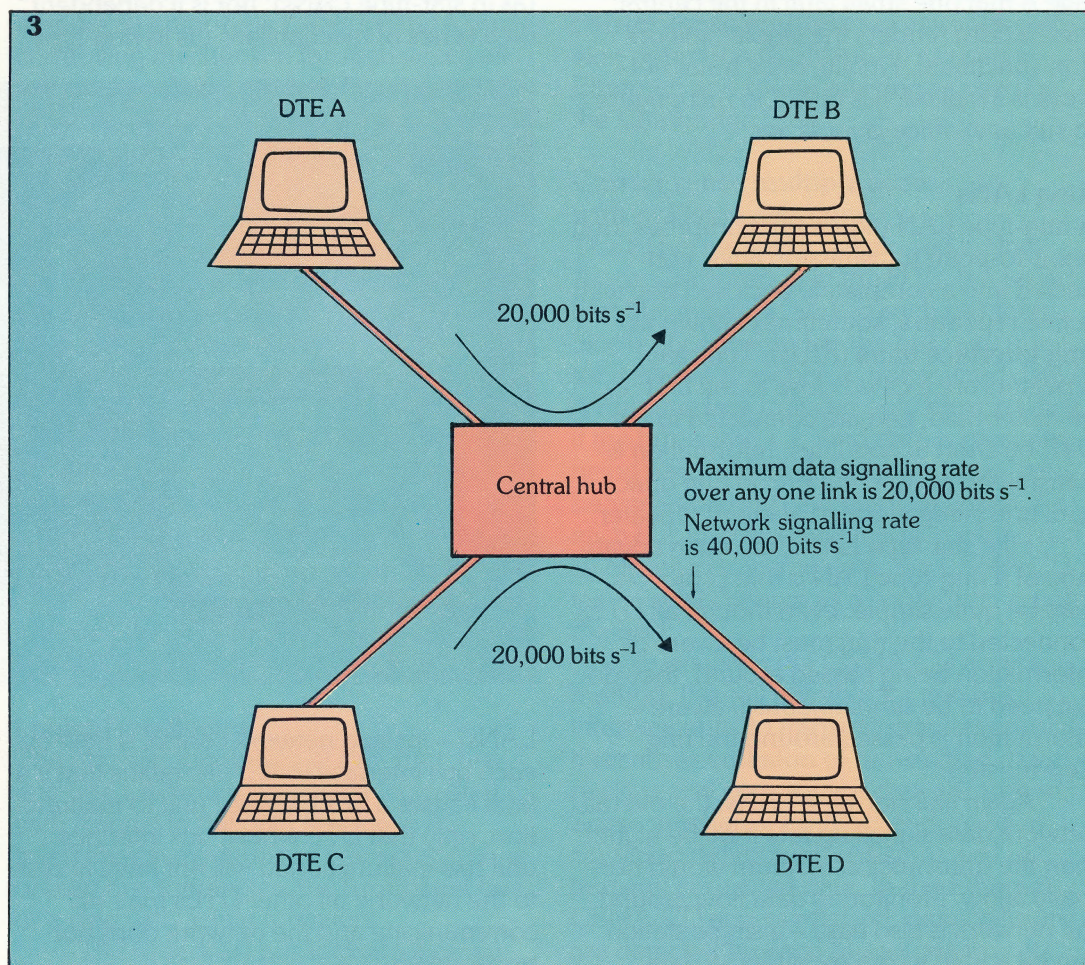 3
DTE A
DTE B
20,000 bits s⁻¹
Central hub
Maximum data signalling rate
over any one link is 20,000 bits s⁻¹.
Network signalling rate
is 40,000 bits s⁻¹
20,000 bits s⁻¹
DTE C
DTE D